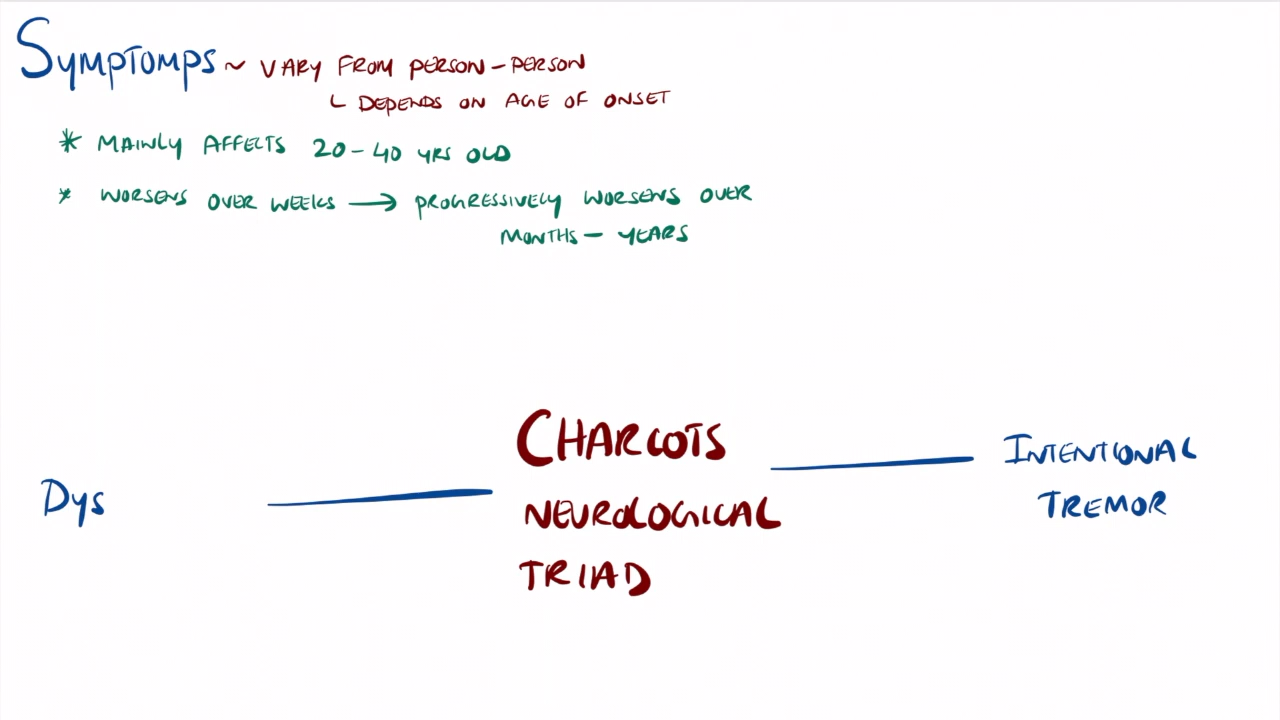 SYMPTOMPS ~ VARY FROM PERSON-PERSON
↳ DEPENDS ON AGE OF ONSET
* MAINLY AFFECTS 20-40 YRS OLD
* WORSENS OVER WEEKS → PROGRESSIVELY WORSENS OVER
MONTHS - YEARS
CHARCOTS
NEUROLOGICAL
TRIAD
INTENTIONAL
TREMOR
Dys